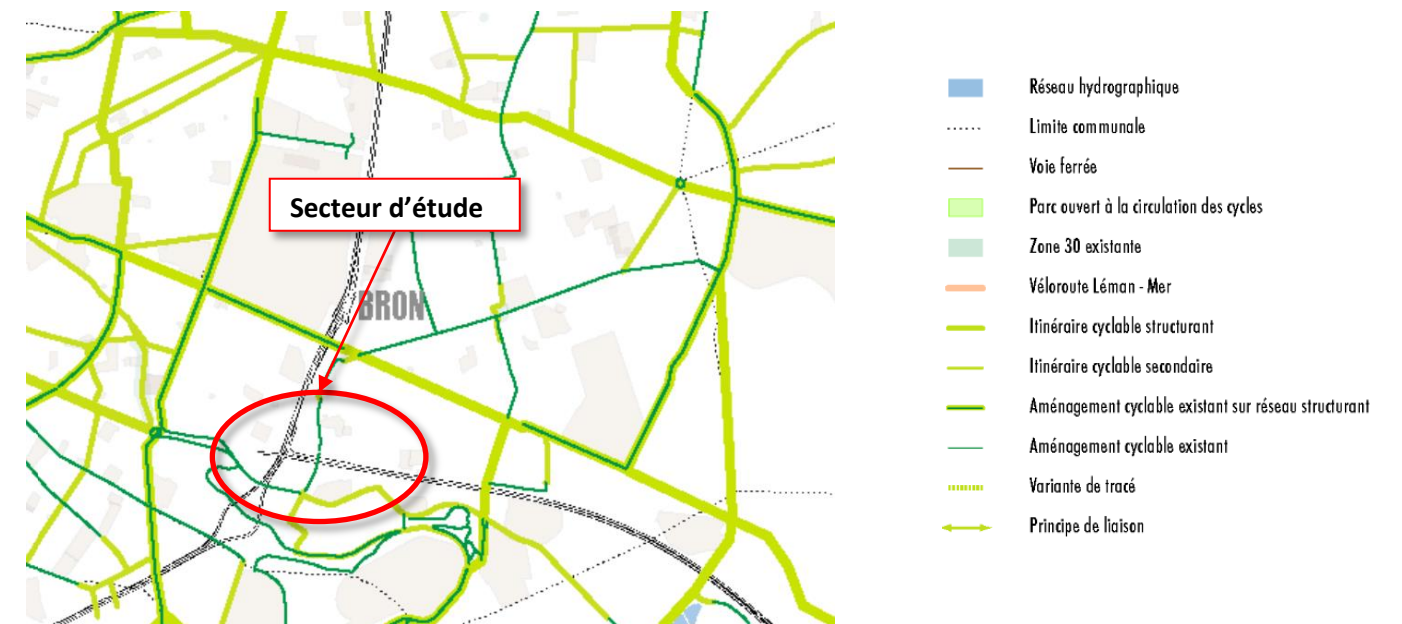 Secteur d'étude
BRON
Réseau hydrographique
Limite communale
Voie ferrée
Parc ouvert à la circulation des cycles
Zone 30 existante
Véloroute Léman - Mer
Itinéraire cyclable structurant
Itinéraire cyclable secondaire
Aménagement cyclable existant sur réseau structurant
Aménagement cyclable existant
Variante de tracé
Principe de liaison